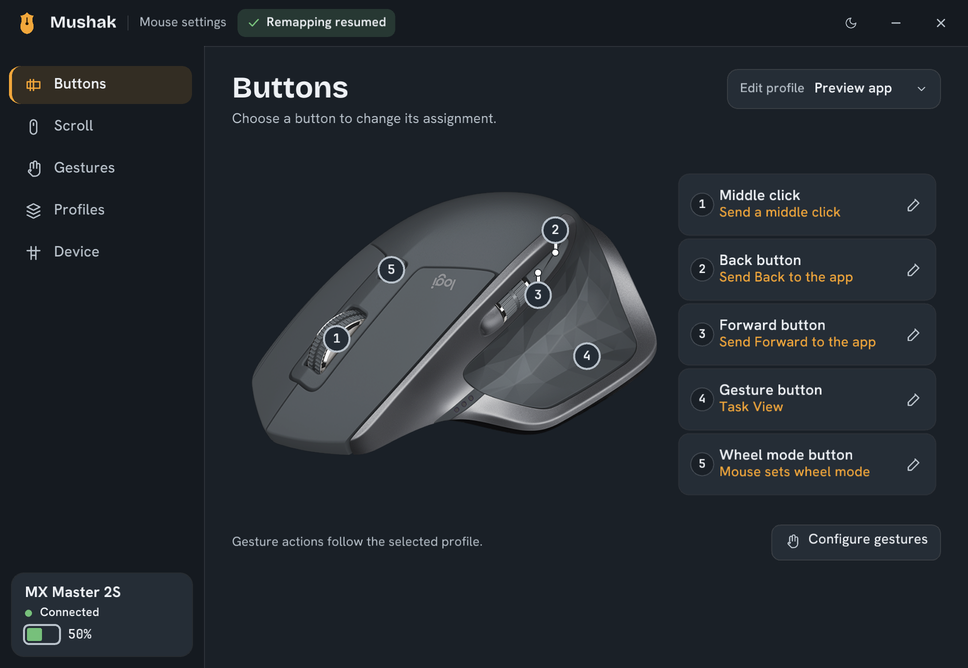 Mushak
Mouse settings
Remapping resumed
Buttons
Scroll
Gestures
Profiles
Device
MX Master 2S
Connected
50%
Buttons
Choose a button to change its assignment.
Edit profile Preview app
logi
1
2
3
4
5
1
Middle click
Send a middle click
2
Back button
Send Back to the app
3
Forward button
Send Forward to the app
4
Gesture button
Task View
5
Wheel mode button
Mouse sets wheel mode
Gesture actions follow the selected profile.
Configure gestures